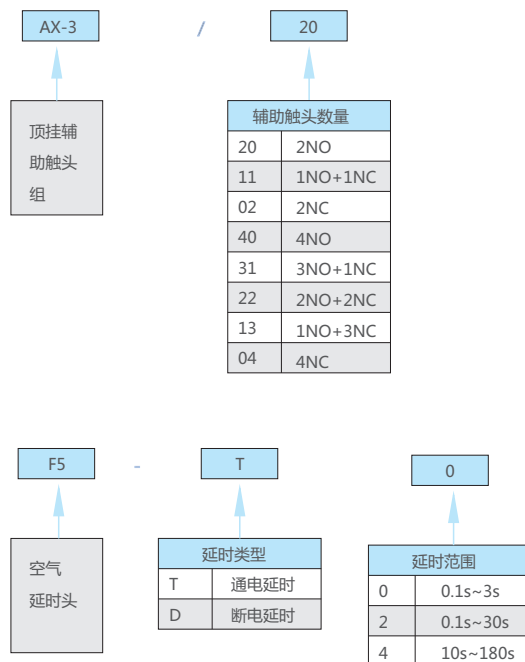 AX-3 / 20
顶挂辅
助触头
组
辅助触头数量
20 2NO
11 1NO+1NC
02 2NC
40 4NO
31 3NO+1NC
22 2NO+2NC
13 1NO+3NC
04 4NC
F5 - T 0
空气
延时头
延时类型
T 通电延时
D 断电延时
延时范围
0 0.1s~3s
2 0.1s~30s
4 10s~180s